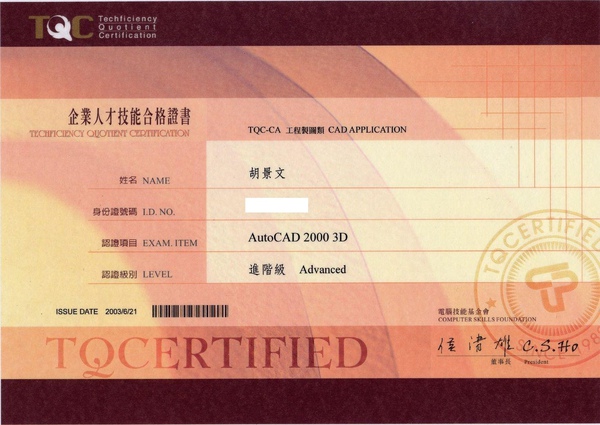 TQC Techficiency
Quotient
Certification
企業人才技能合格證書
TECHFICIENCY QUOTIENT CERTIFICATION
TQC-CA 工程製圖類 CAD APPLICATION
姓名 NAME 胡景文
身份證號碼 I.D. NO.
認證項目 EXAM. ITEM AutoCAD 2000 3D
認證級別 LEVEL 進階級 Advanced
ISSUE DATE 2003/6/21
電腦技能基金會
COMPUTER SKILLS FOUNDATION
TQCERTIFIED
TQCERTIFIED
C.S.Ho
董事長 President